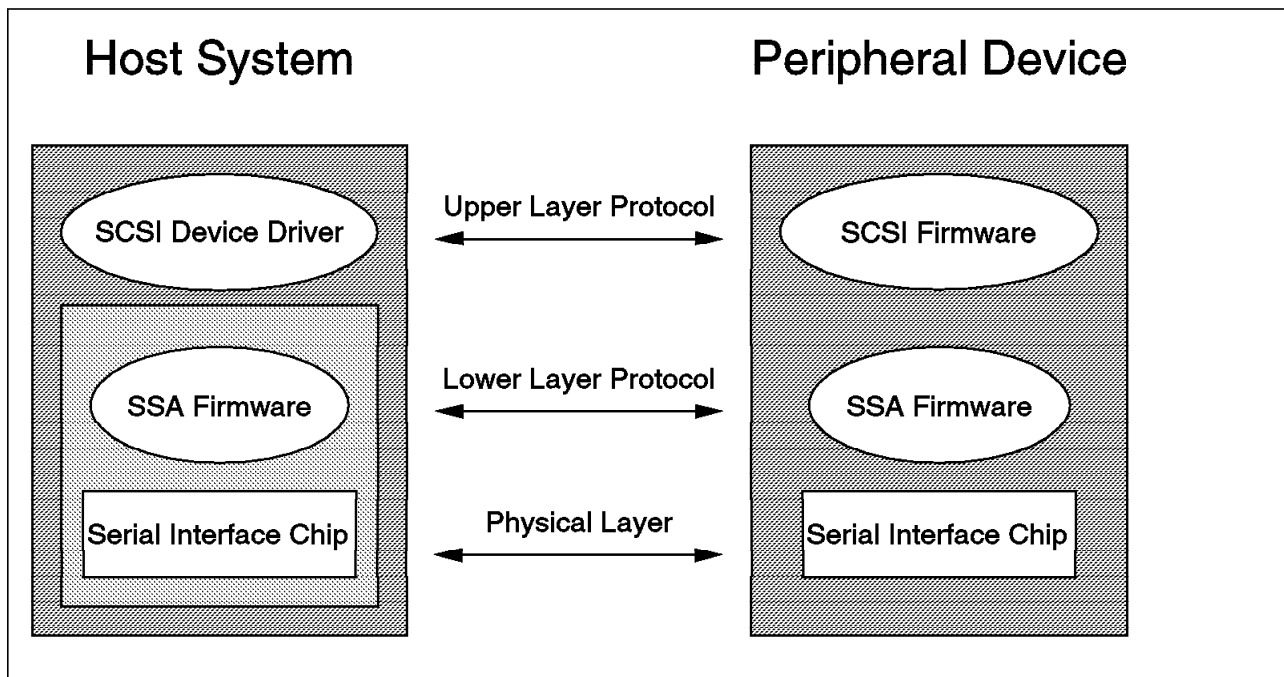 Host System
Peripheral Device
SCSI Device Driver
Upper Layer Protocol
SCSI Firmware
SSA Firmware
Lower Layer Protocol
SSA Firmware
Serial Interface Chip
Physical Layer
Serial Interface Chip